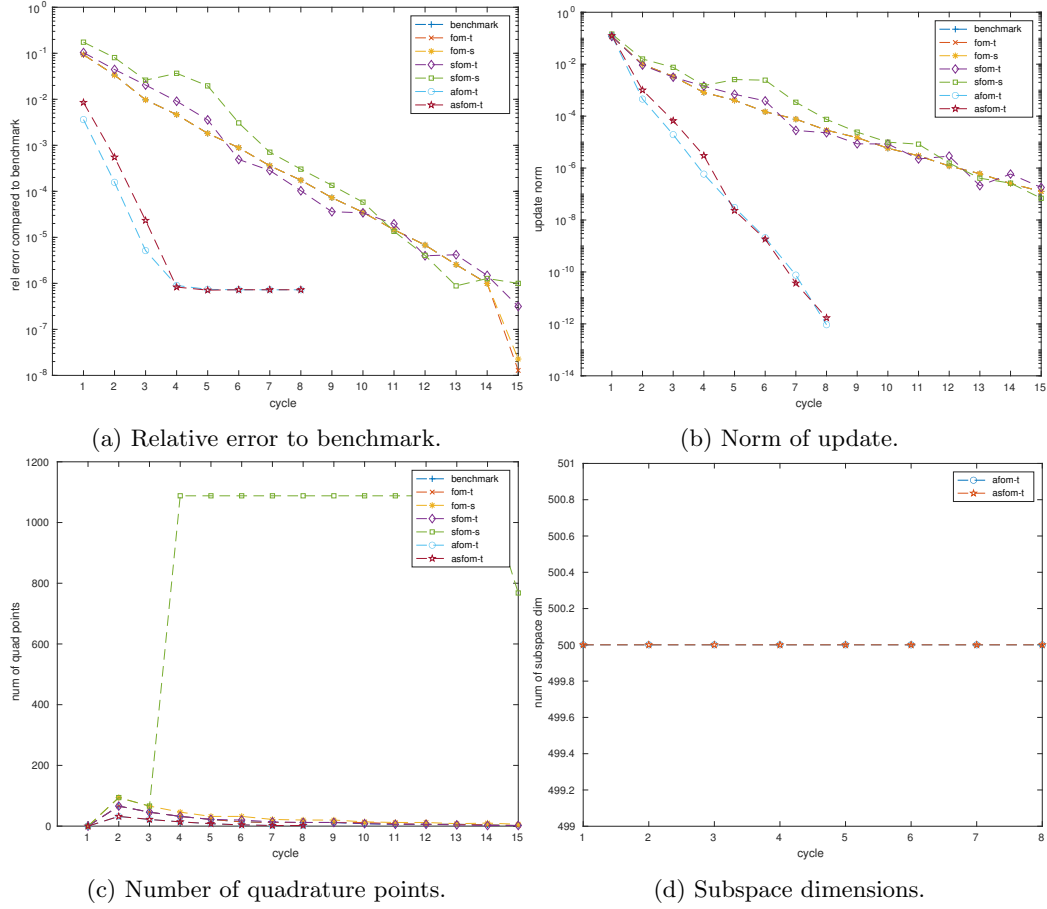 10^0
10^-1
10^-2
10^-3
10^-4
10^-5
10^-6
10^-7
10^-8
rel error compared to benchmark
1 2 3 4 5 6 7 8 9 10 11 12 13 14 15
cycle
benchmark
fom-t
fom-s
sfom-t
sfom-s
afom-t
asfom-t
(a) Relative error to benchmark.
10^0
10^-2
10^-4
10^-6
10^-8
10^-10
10^-12
10^-14
update norm
1 2 3 4 5 6 7 8 9 10 11 12 13 14 15
cycle
benchmark
fom-t
fom-s
sfom-t
sfom-s
afom-t
asfom-t
(b) Norm of update.
1200
1000
800
600
400
200
0
num of quad points
1 2 3 4 5 6 7 8 9 10 11 12 13 14 15
cycle
benchmark
fom-t
fom-s
sfom-t
sfom-s
afom-t
asfom-t
(c) Number of quadrature points.
501
500.8
500.6
500.4
500.2
500
499.8
499.6
499.4
499.2
499
num of subspace dim
1 2 3 4 5 6 7 8
cycle
afom-t
asfom-t
(d) Subspace dimensions.